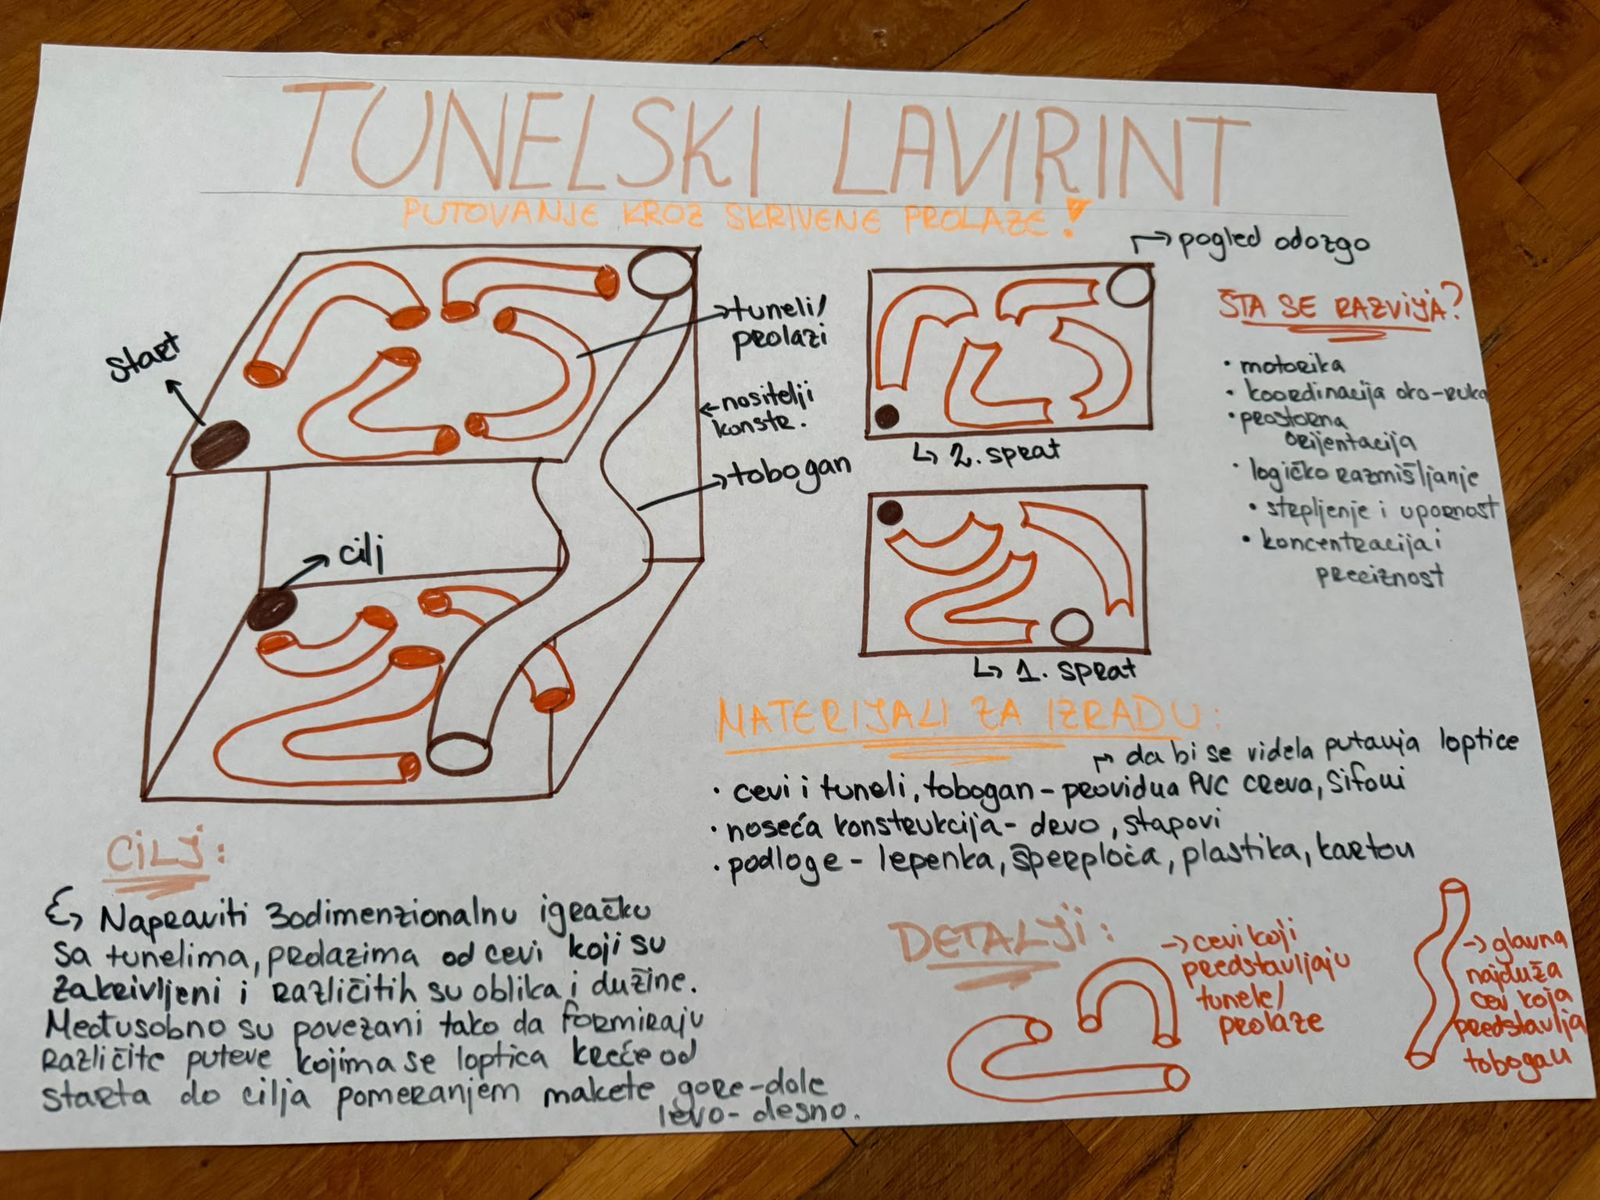 TUNELSKI LAVIRINT
PUTOVANJE KROZ SKRIVENE PROLAZE!
start
tuneli/
prolazi
nositelji
konstr.
tobogan
cilj
pogled odozgo
2. sprat
1. sprat
ŠTA SE RAZVIJA?
• motorika
• koordinacija oko-ruka
• prostorna
orijentacija
• logičko razmišljanje
• strpljenje i upornost
• koncentracija i
preciznost
MATERIJALI ZA IZRADU:
da bi se videla putanja loptice
• cevi i tuneli, tobogan - providna PVC creva, sifoni
• noseća konstrukcija - drvo, stapovi
• podloge - lepenka, šperploča, plastika, karton
CILJ:
Napraviti 3odimenzionalnu igračku
sa tunelima, prolazima od cevi koji su
zakrivljeni i različitih su oblika i dužine.
Međusobno su povezani tako da formiraju
različite puteve kojima se loptica kreće od
starta do cilja pomeranjem makete gore-dole
levo-desno.
DETALJI:
cevi koji
predstavljaju
tunele/
prolaze
glavna
najduža
cev koja
predstavlja
tobogan